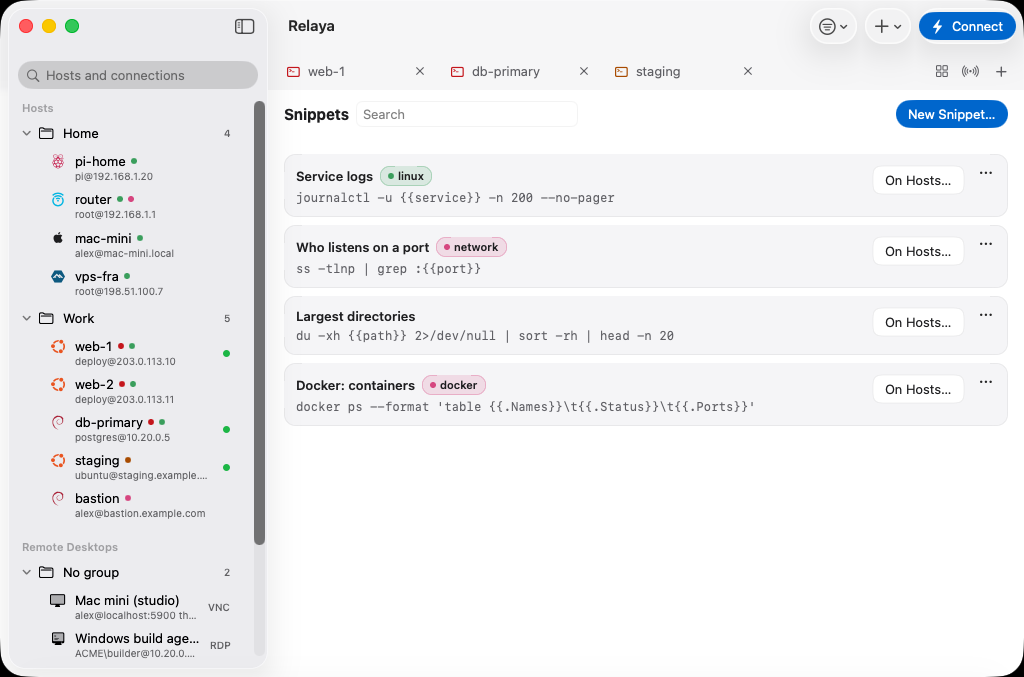 Relaya
Connect
Hosts and connections
web-1
db-primary
staging
Hosts
Home 4
pi-home
pi@192.168.1.20
router
root@192.168.1.1
mac-mini
alex@mac-mini.local
vps-fra
root@198.51.100.7
Work 5
web-1
deploy@203.0.113.10
web-2
deploy@203.0.113.11
db-primary
postgres@10.20.0.5
staging
ubuntu@staging.example....
bastion
alex@bastion.example.com
Remote Desktops
No group 2
Mac mini (studio)
alex@localhost:5900 th...
VNC
Windows build age...
ACME\builder@10.20.0....
RDP
Snippets
Search
New Snippet...
Service logs linux
journalctl -u {{service}} -n 200 --no-pager
On Hosts...
Who listens on a port network
ss -tlnp | grep :{{port}}
On Hosts...
Largest directories
du -xh {{path}} 2>/dev/null | sort -rh | head -n 20
On Hosts...
Docker: containers docker
docker ps --format 'table {{.Names}}\t{{.Status}}\t{{.Ports}}'
On Hosts...